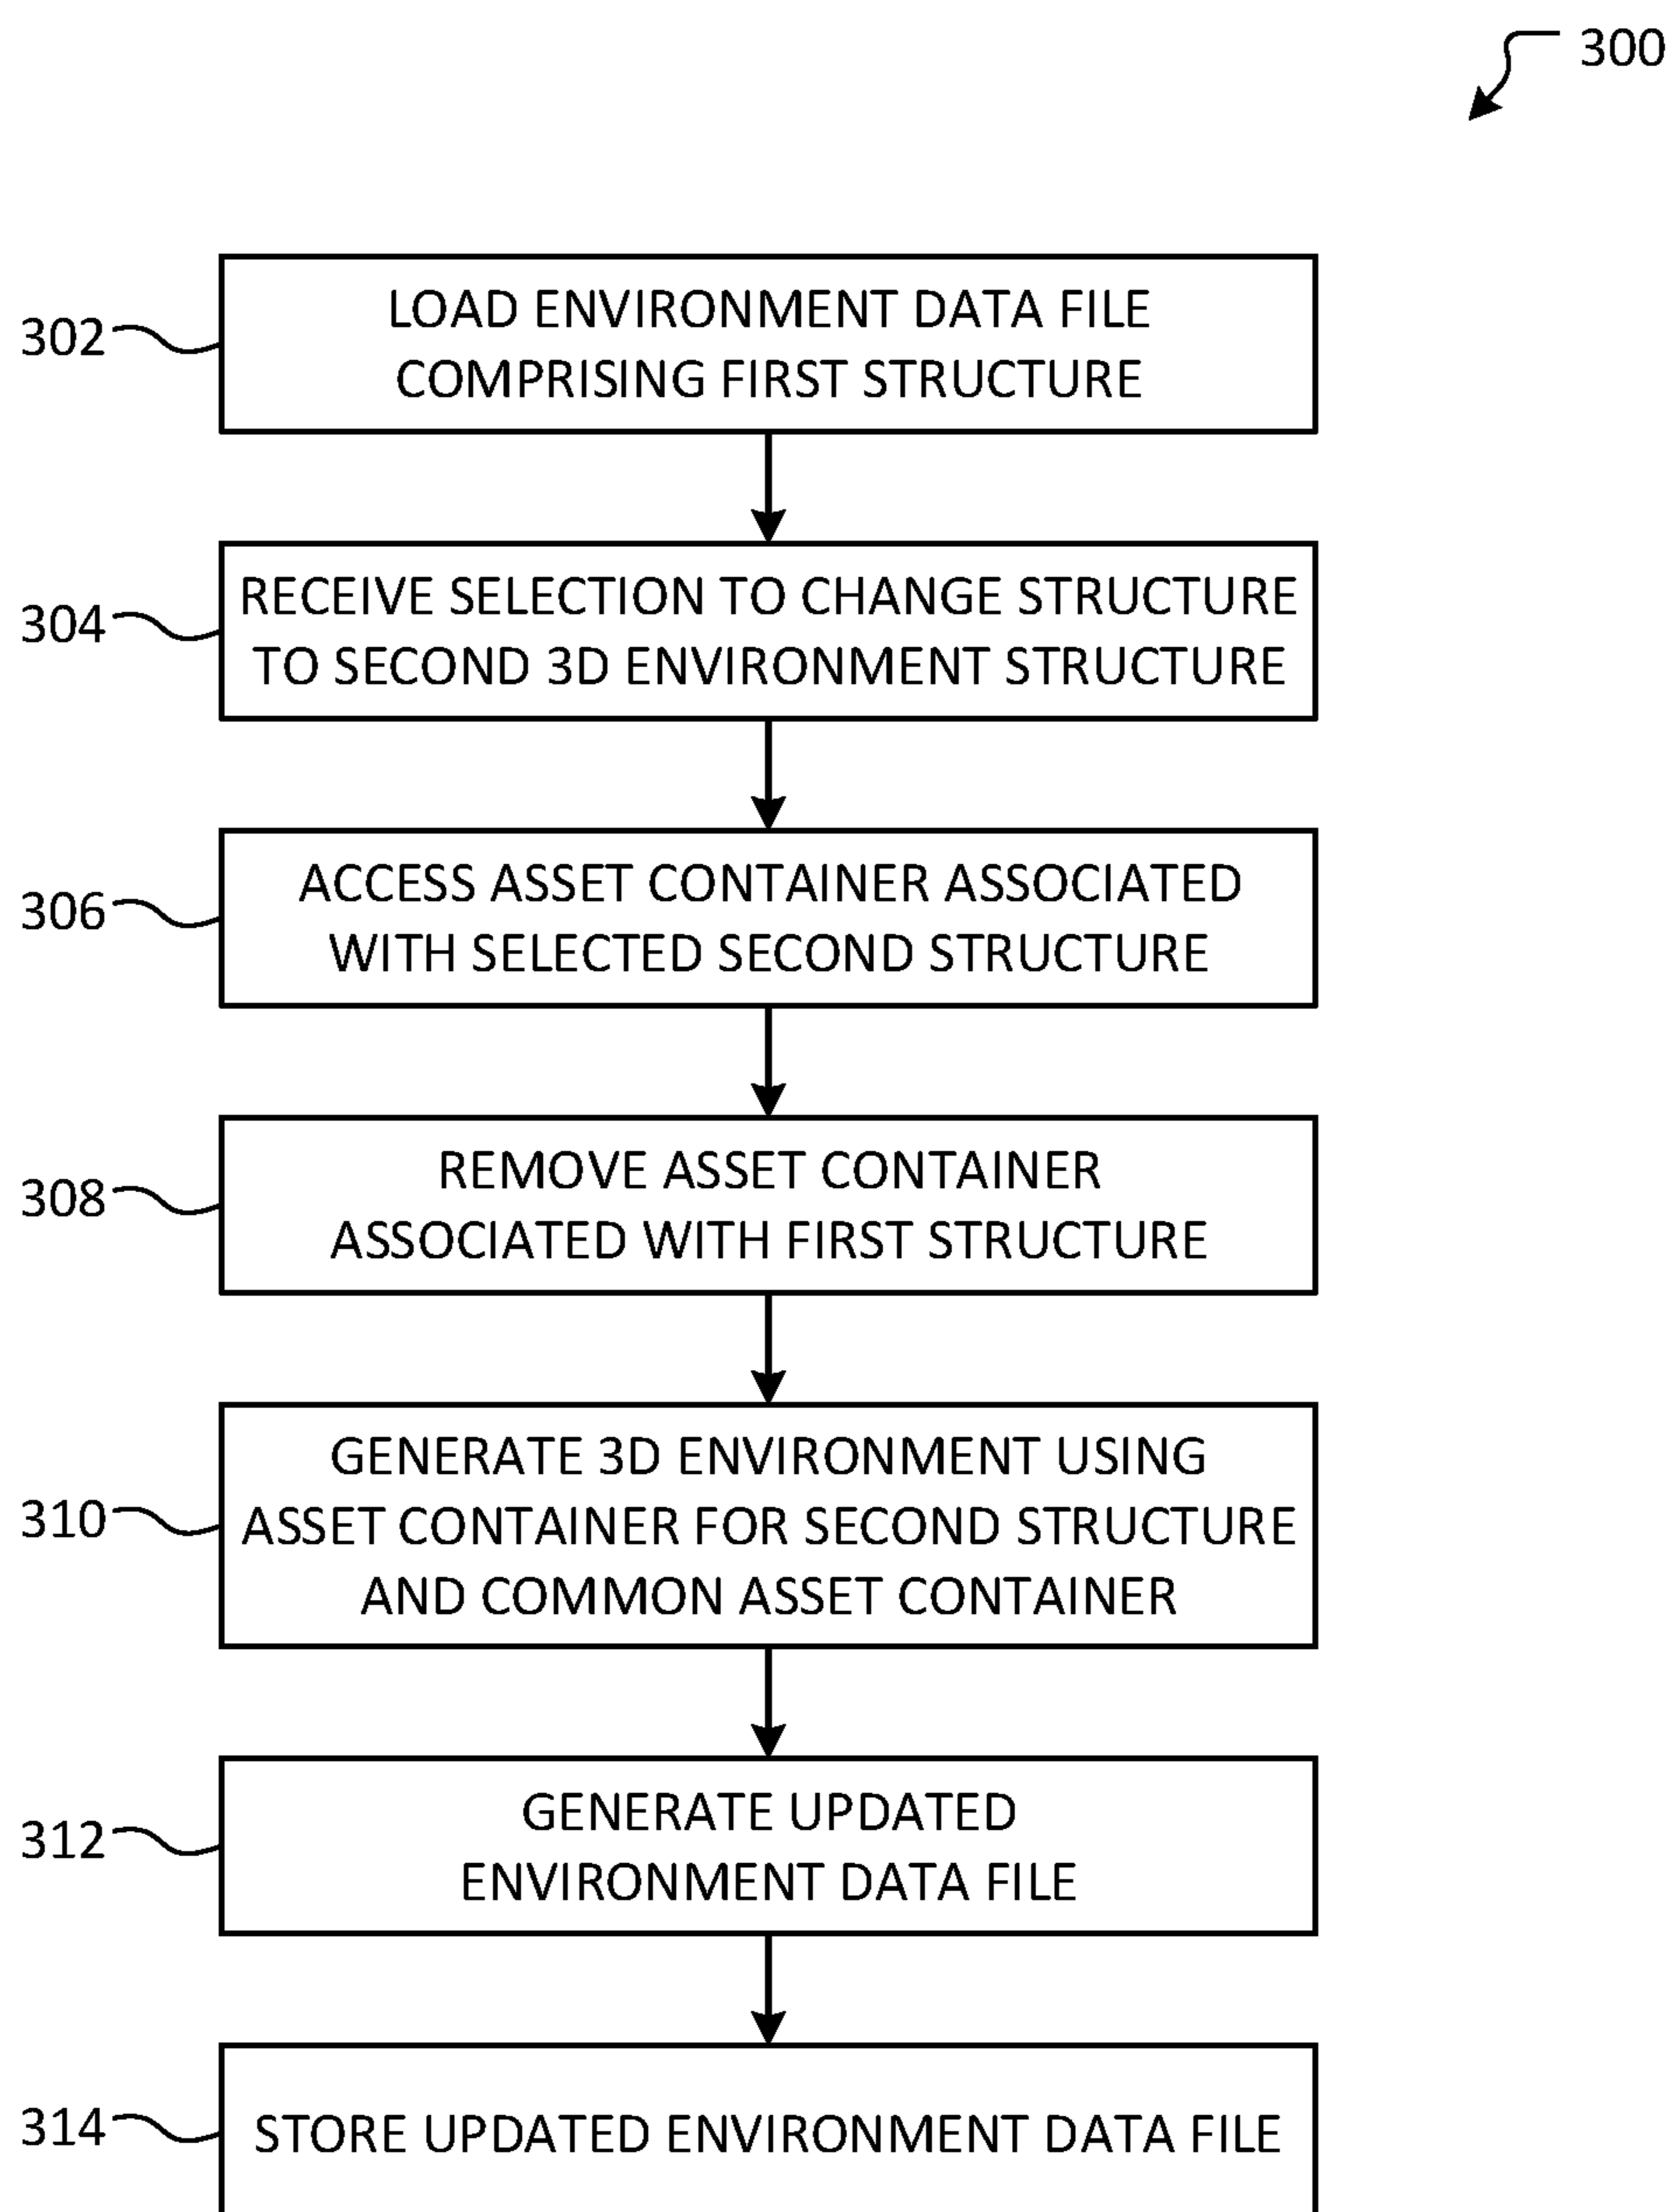 300
302
LOAD ENVIRONMENT DATA FILE
COMPRISING FIRST STRUCTURE
304
RECEIVE SELECTION TO CHANGE STRUCTURE
TO SECOND 3D ENVIRONMENT STRUCTURE
306
ACCESS ASSET CONTAINER ASSOCIATED
WITH SELECTED SECOND STRUCTURE
308
REMOVE ASSET CONTAINER
ASSOCIATED WITH FIRST STRUCTURE
310
GENERATE 3D ENVIRONMENT USING
ASSET CONTAINER FOR SECOND STRUCTURE
AND COMMON ASSET CONTAINER
312
GENERATE UPDATED
ENVIRONMENT DATA FILE
314
STORE UPDATED ENVIRONMENT DATA FILE